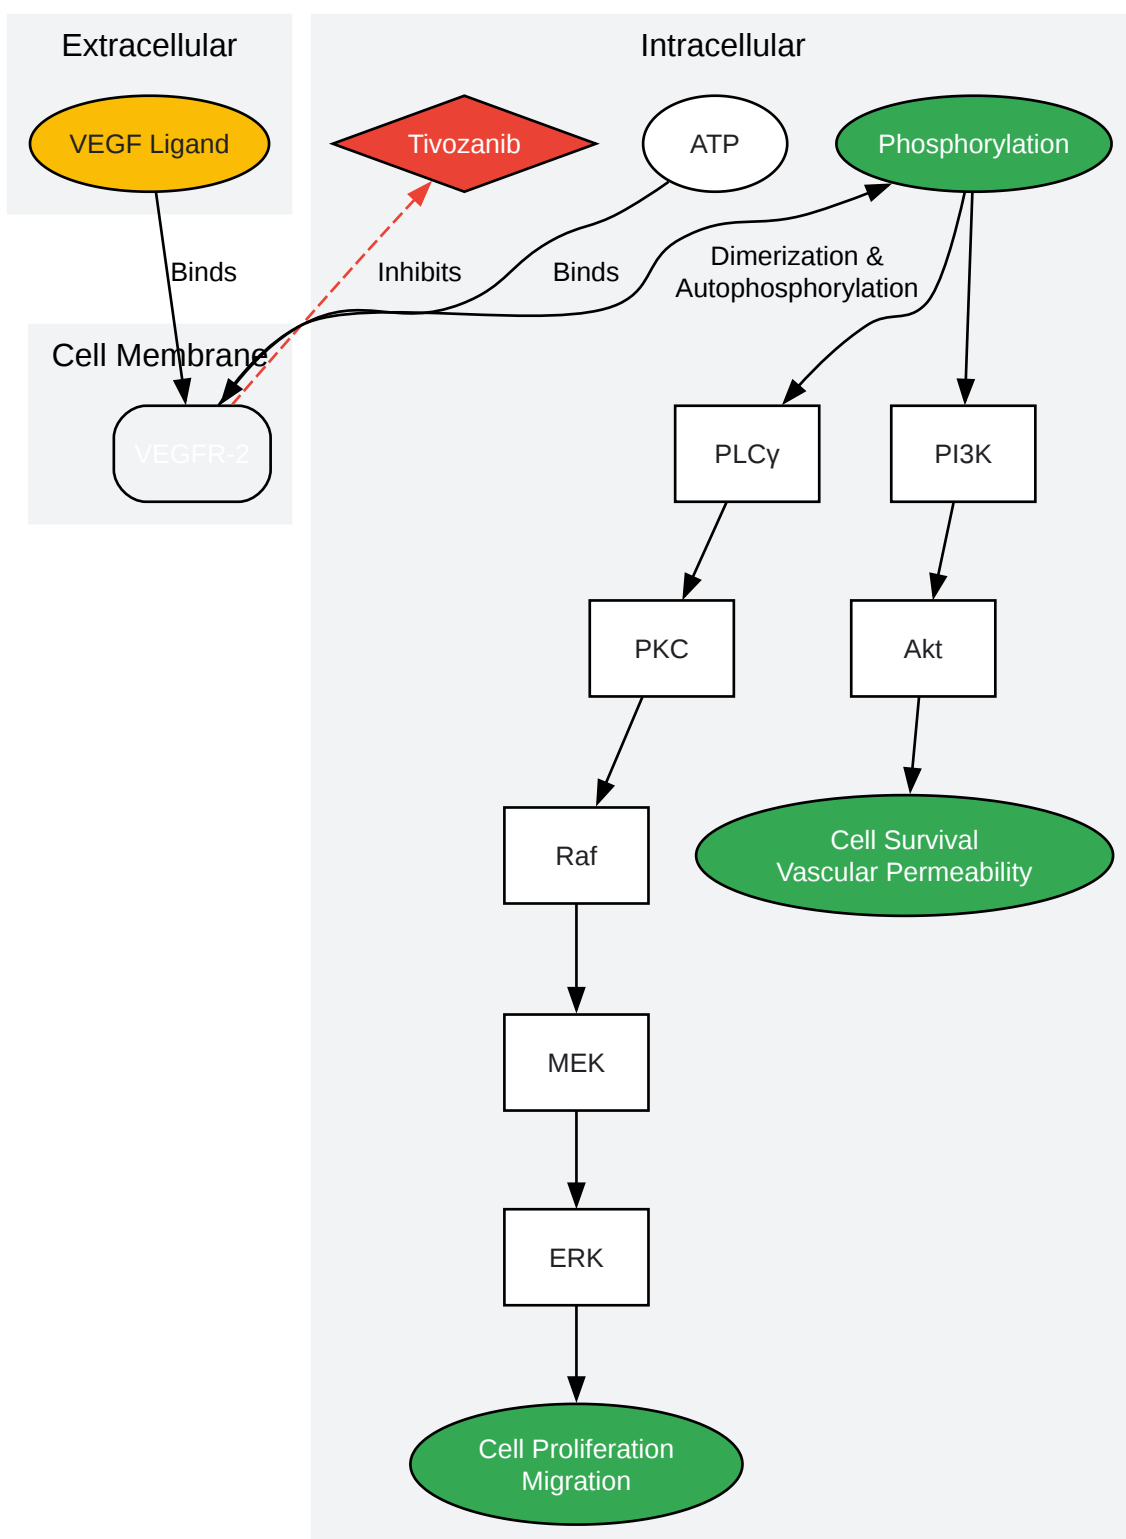 Extracellular
Intracellular
VEGF Ligand
Tivozanib
ATP
Phosphorylation
Binds
Inhibits
Binds
Dimerization &
Autophosphorylation
Cell Membrane
VEGFR-2
PLCγ
PI3K
PKC
Akt
Raf
Cell Survival
Vascular Permeability
MEK
ERK
Cell Proliferation
Migration